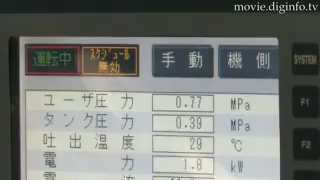 movie.diginfo.tv
運転中 スケジュール無効 手動 機側
SYSTEM
F1
ユーザ圧力 0.77 MPa
タンク圧力 0.39 MPa
F2
吐出温度 29 ℃
電力 1.8 kW